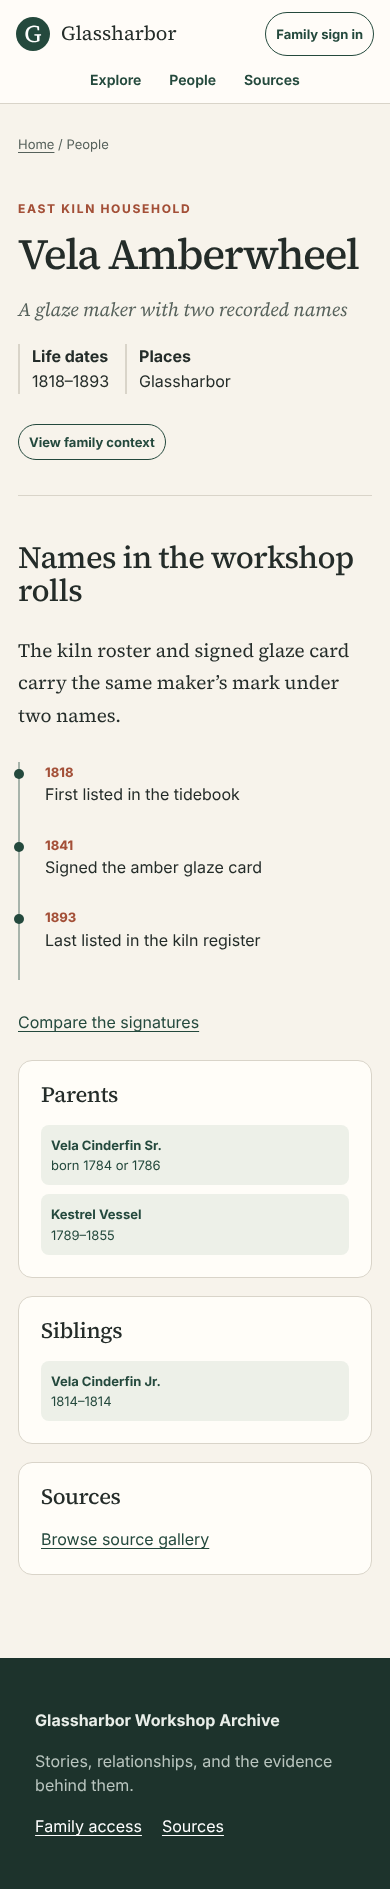 G Glassharbor
Family sign in
Explore People Sources
Home / People
EAST KILN HOUSEHOLD
Vela Amberwheel
A glaze maker with two recorded names
Life dates
1818–1893
Places
Glassharbor
View family context
Names in the workshop
rolls
The kiln roster and signed glaze card
carry the same maker’s mark under
two names.
1818
First listed in the tidebook
1841
Signed the amber glaze card
1893
Last listed in the kiln register
Compare the signatures
Parents
Vela Cinderfin Sr.
born 1784 or 1786
Kestrel Vessel
1789–1855
Siblings
Vela Cinderfin Jr.
1814–1814
Sources
Browse source gallery
Glassharbor Workshop Archive
Stories, relationships, and the evidence
behind them.
Family access Sources